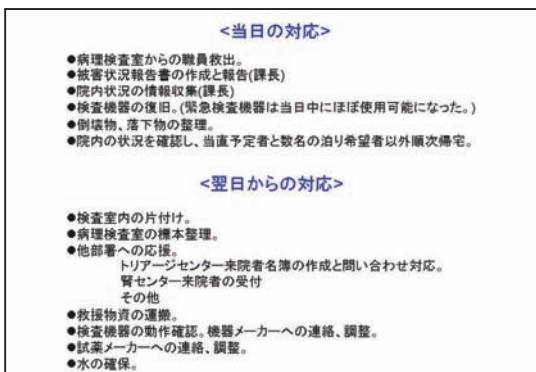 <当日の対応>
●病理検査室からの職員救出。
●被害状況報告書の作成と報告(課長)
●院内状況の情報収集(課長)
●検査機器の復旧。(緊急検査機器は当日中にほぼ使用可能になった。)
●倒壊物、落下物の整理。
●院内の状況を確認し、当直予定者と数名の泊り希望者以外順次帰宅。
<翌日からの対応>
●検査室内の片付け。
●病理検査室の標本整理。
●他部署への応援。
トリアージセンター来院者名簿の作成と問い合わせ対応。
腎センター来院者の受付
その他
●救援物資の運搬。
●検査機器の動作確認。機器メーカーへの連絡、調整。
●試薬メーカーへの連絡、調整。
●水の確保。